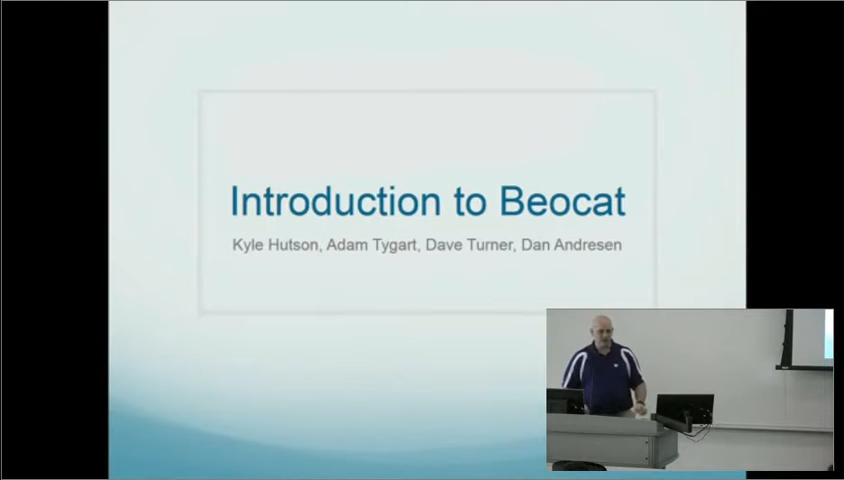 Introduction to Beocat
Kyle Hutson, Adam Tygart, Dave Turner, Dan Andresen